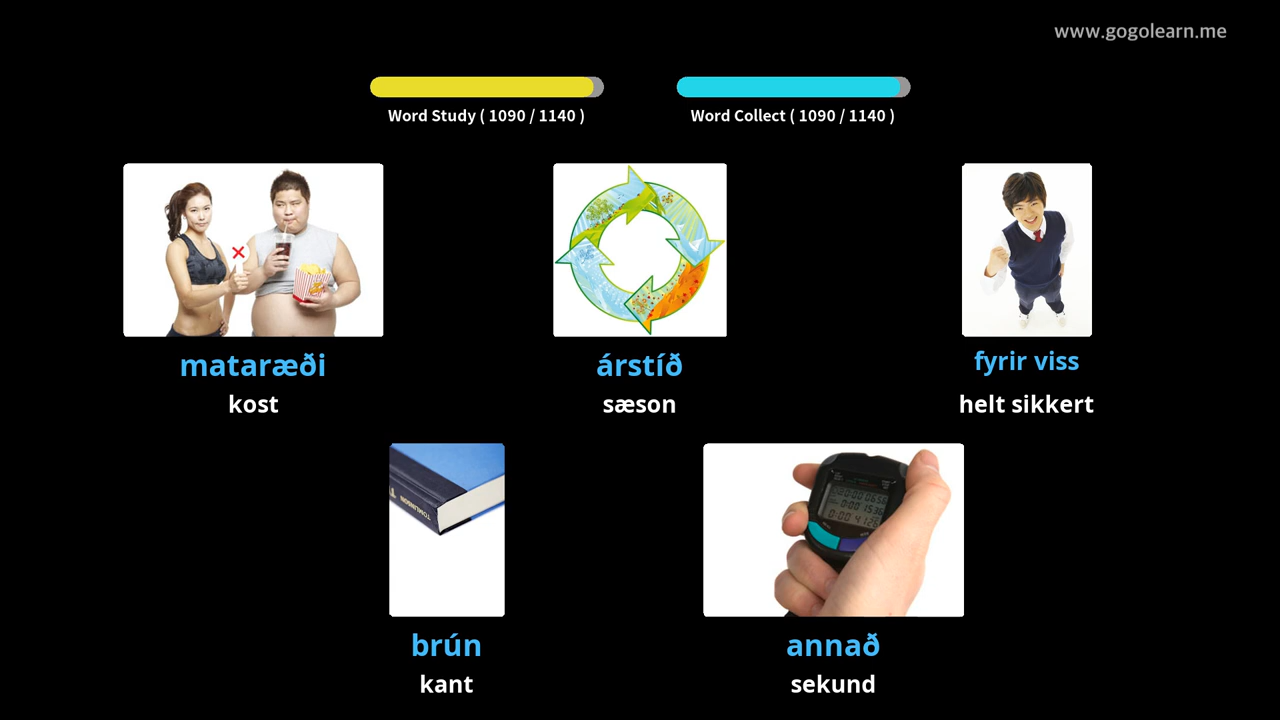 www.gogolearn.me
Word Study ( 1090 / 1140 )
Word Collect ( 1090 / 1140 )
mataræði
kost
árstíð
sæson
fyrir viss
helt sikkert
TOMLINSON
brún
kant
annað
sekund